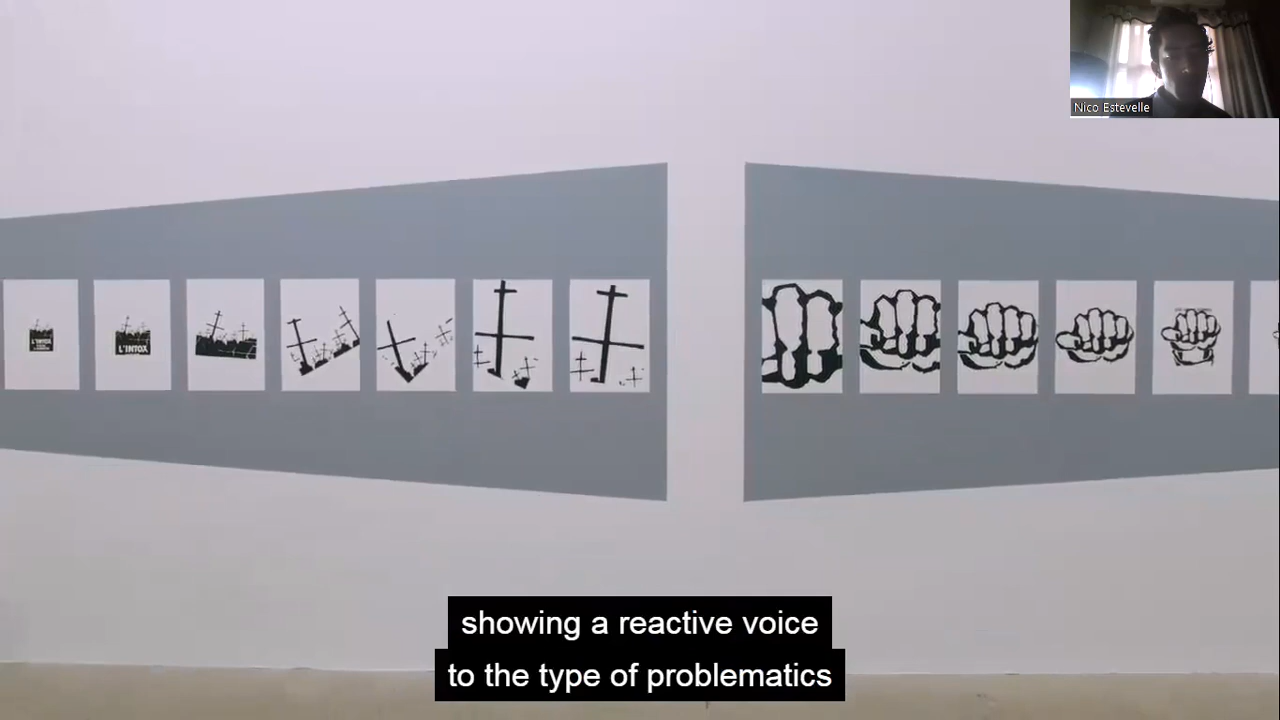 Nico Estevelle
L'INTOX
L'INTOX
showing a reactive voice
to the type of problematics